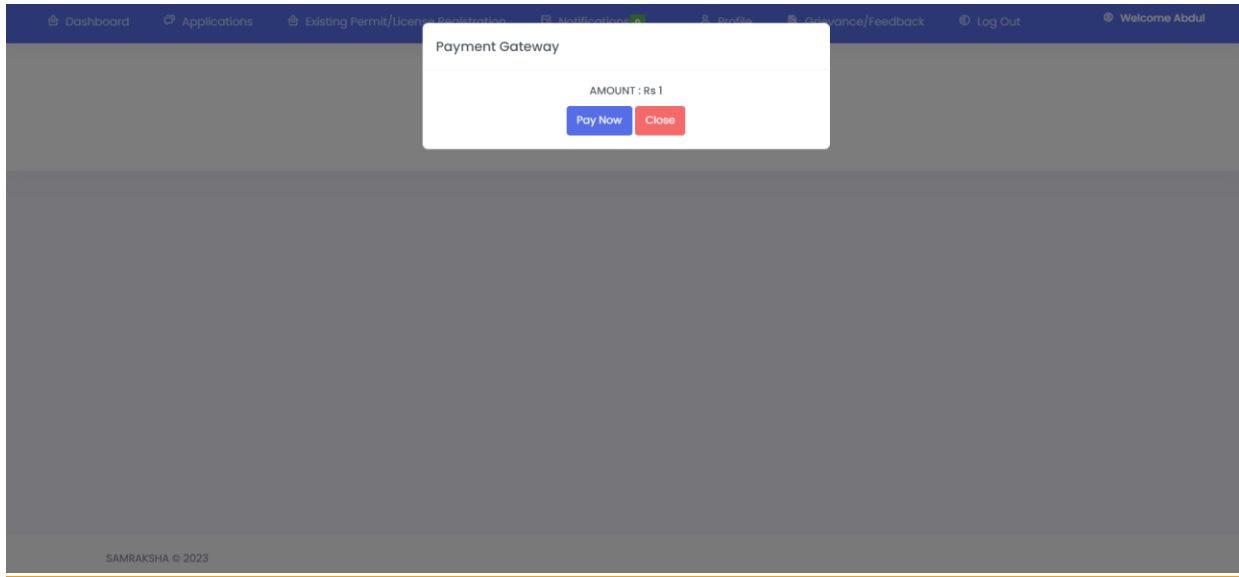 Dashboard Applications Existing Permit/License Registration Notifications 0 Profile Grievance/Feedback Log Out Welcome Abdul
Payment Gateway
AMOUNT : Rs 1
Pay Now Close
SAMRAKSHA © 2023